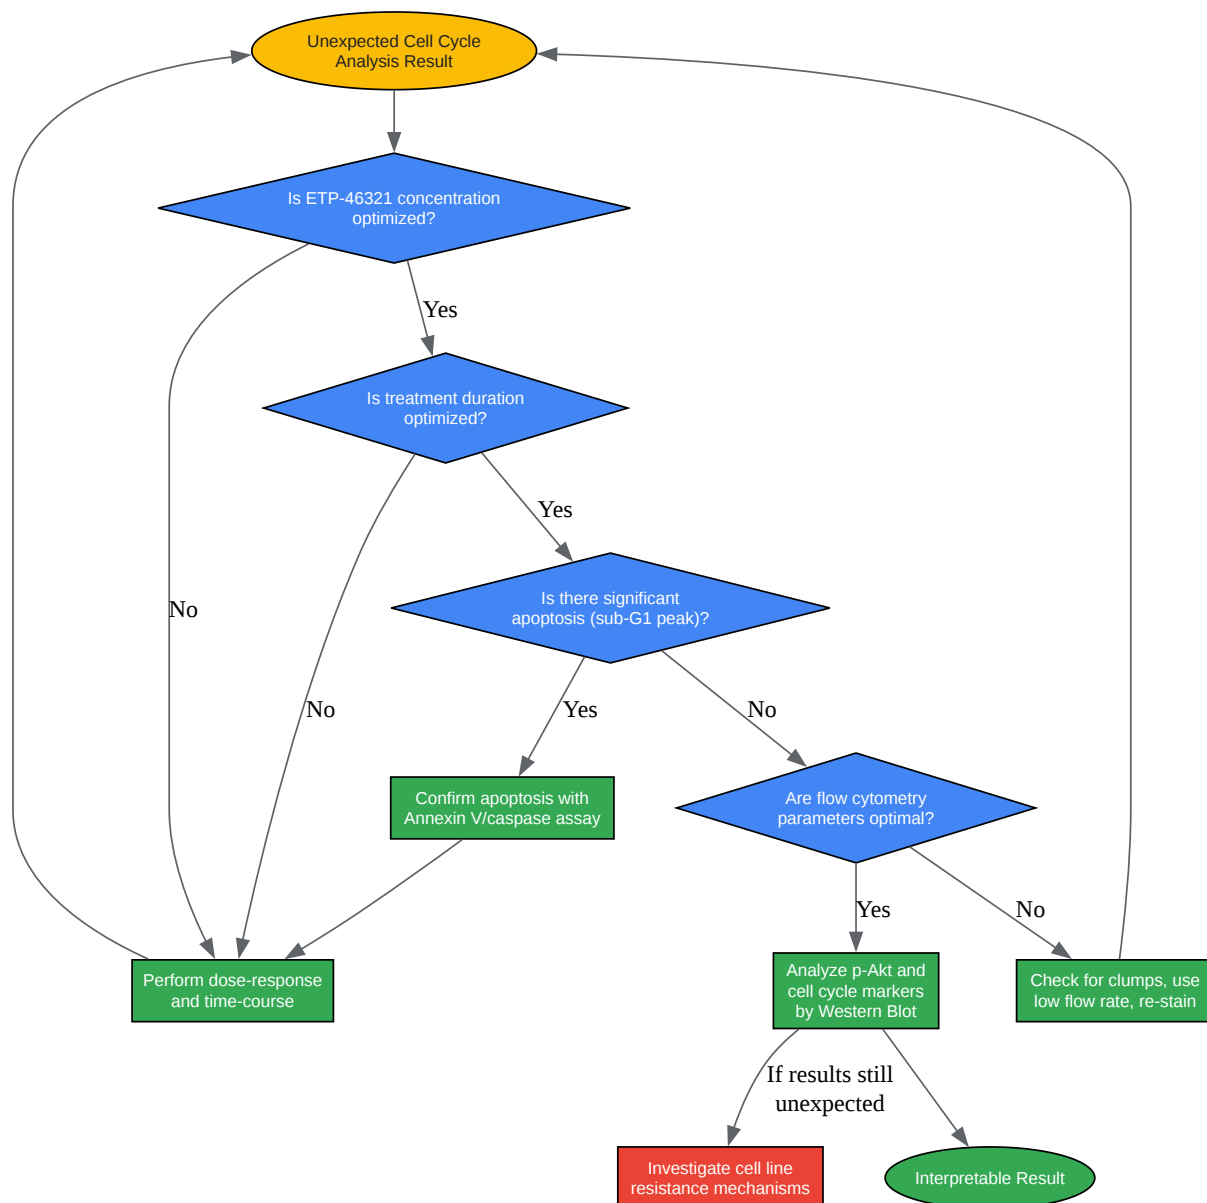 Unexpected Cell Cycle
Analysis Result
Is ETP-46321 concentration
optimized?
Yes
Is treatment duration
optimized?
Yes
Is there significant
apoptosis (sub-G1 peak)?
No
No
Yes
No
Confirm apoptosis with
Annexin V/caspase assay
Are flow cytometry
parameters optimal?
Yes
No
Perform dose-response
and time-course
Analyze p-Akt and
cell cycle markers
by Western Blot
Check for clumps, use
low flow rate, re-stain
If results still
unexpected
Investigate cell line
resistance mechanisms
Interpretable Result